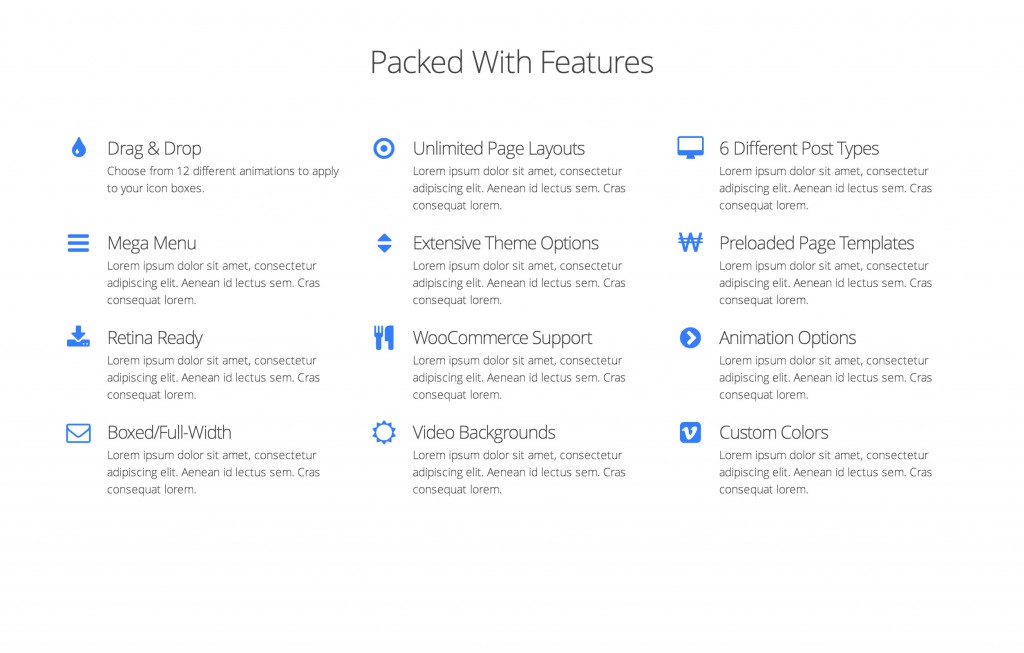 Packed With Features
Drag & Drop
Choose from 12 different animations to apply
to your icon boxes.
Unlimited Page Layouts
Lorem ipsum dolor sit amet, consectetur
adipiscing elit. Aenean id lectus sem. Cras
consequat lorem.
6 Different Post Types
Lorem ipsum dolor sit amet, consectetur
adipiscing elit. Aenean id lectus sem. Cras
consequat lorem.
Mega Menu
Lorem ipsum dolor sit amet, consectetur
adipiscing elit. Aenean id lectus sem. Cras
consequat lorem.
Extensive Theme Options
Lorem ipsum dolor sit amet, consectetur
adipiscing elit. Aenean id lectus sem. Cras
consequat lorem.
Preloaded Page Templates
Lorem ipsum dolor sit amet, consectetur
adipiscing elit. Aenean id lectus sem. Cras
consequat lorem.
Retina Ready
Lorem ipsum dolor sit amet, consectetur
adipiscing elit. Aenean id lectus sem. Cras
consequat lorem.
WooCommerce Support
Lorem ipsum dolor sit amet, consectetur
adipiscing elit. Aenean id lectus sem. Cras
consequat lorem.
Animation Options
Lorem ipsum dolor sit amet, consectetur
adipiscing elit. Aenean id lectus sem. Cras
consequat lorem.
Boxed/Full-Width
Lorem ipsum dolor sit amet, consectetur
adipiscing elit. Aenean id lectus sem. Cras
consequat lorem.
Video Backgrounds
Lorem ipsum dolor sit amet, consectetur
adipiscing elit. Aenean id lectus sem. Cras
consequat lorem.
Custom Colors
Lorem ipsum dolor sit amet, consectetur
adipiscing elit. Aenean id lectus sem. Cras
consequat lorem.